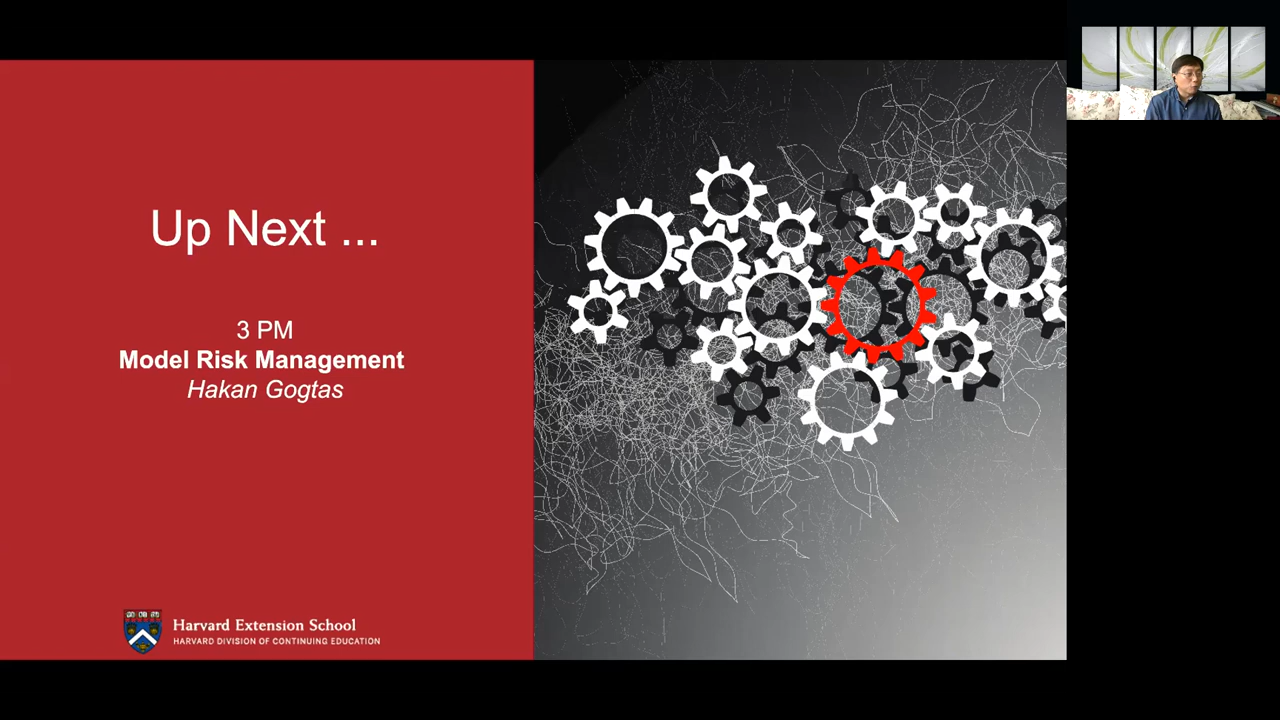 Up Next ...
3 PM
Model Risk Management
Hakan Gogtas
Harvard Extension School
HARVARD DIVISION OF CONTINUING EDUCATION